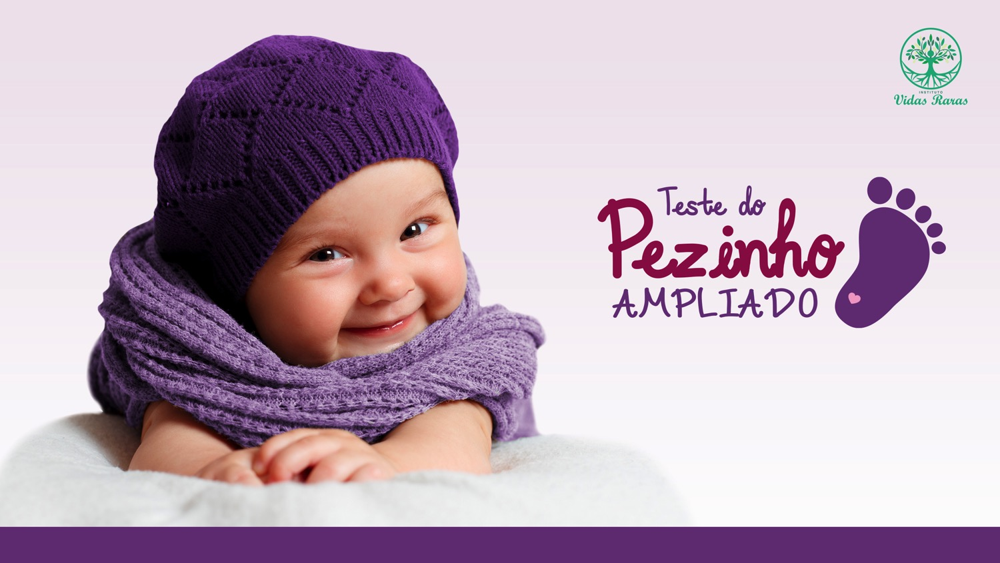 INSTITUTO
Vidas Raras
Teste do
Pezinho
AMPLIADO